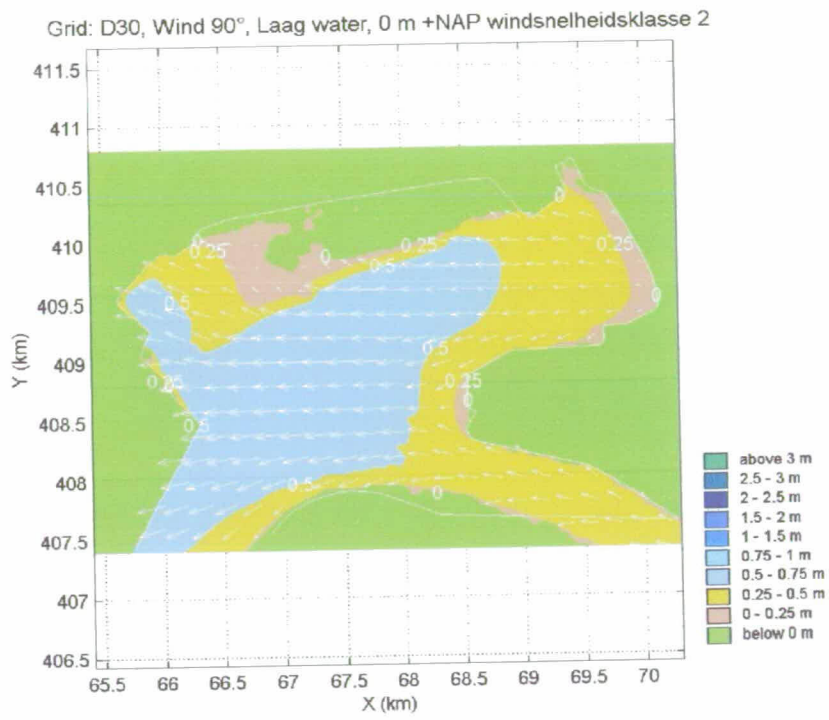 Grid: D30, Wind 90°, Laag water, 0 m +NAP windsnelheidsklasse 2
411.5
411
410.5
410
409.5
409
408.5
408
407.5
407
406.5
Y (km)
65.5 66 66.5 67 67.5 68 68.5 69 69.5 70
X (km)
0
0
0.25
0
0.25
0.25
0.5
0.5
0
0.5
0.25
0.25
0
0.5
0.5
0
above 3 m
2.5 - 3 m
2 - 2.5 m
1.5 - 2 m
1 - 1.5 m
0.75 - 1 m
0.5 - 0.75 m
0.25 - 0.5 m
0 - 0.25 m
below 0 m